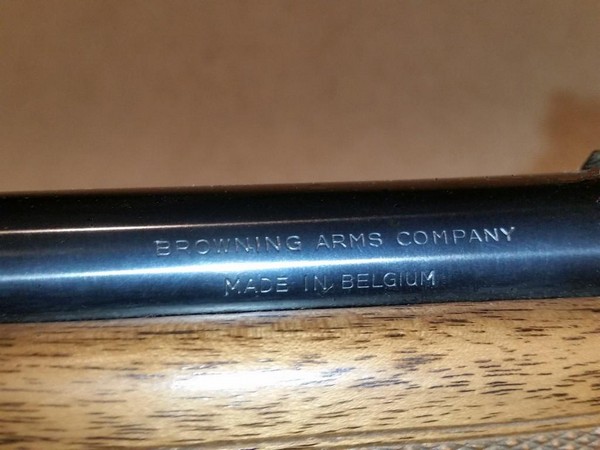 BROWNING ARMS COMPANY
MADE IN BELGIUM